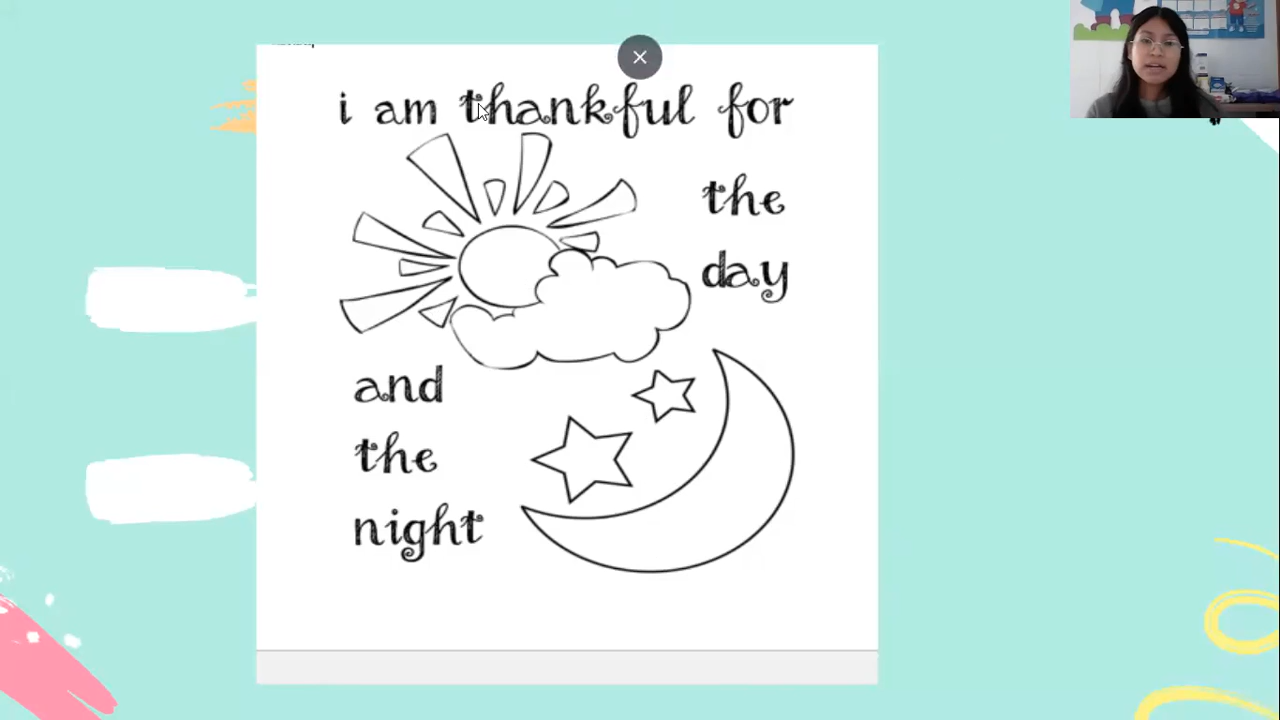 i am thankful for
the
day
and
the
night